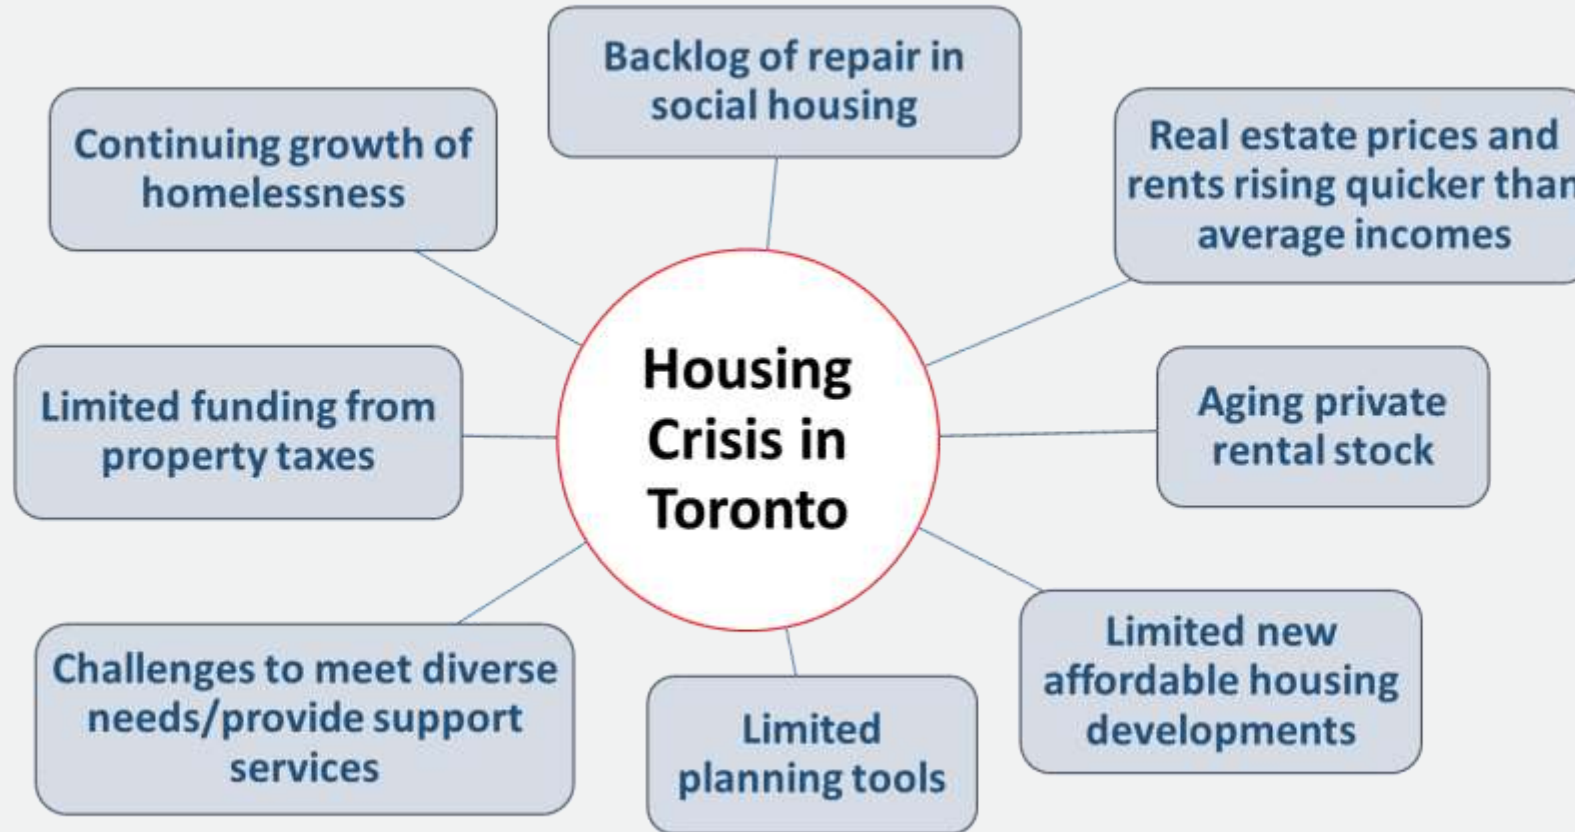 Backlog of repair in
social housing
Continuing growth of
homelessness
Real estate prices and
rents rising quicker than
average incomes
Housing
Crisis in
Toronto
Limited funding from
property taxes
Aging private
rental stock
Challenges to meet diverse
needs/provide support
services
Limited
planning tools
Limited new
affordable housing
developments